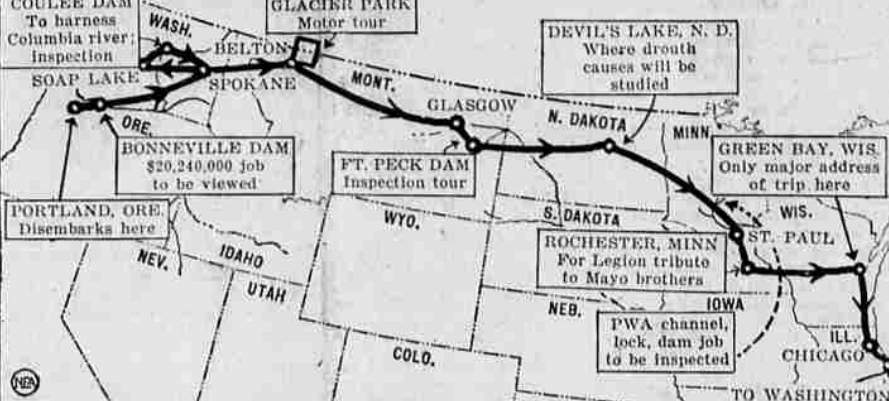 COULEE DAM
To harness
Columbia river;
inspection
WASH.
GLACIER PARK
Motor tour
BELTON
SOAP LAKE
SPOKANE
MONT.
DEVIL'S LAKE, N. D.
Where drouth
causes will be
studied
GLASGOW
N. DAKOTA
MINN.
ORE.
BONNEVILLE DAM
$20,240,000 job
to be viewed
FT. PECK DAM
Inspection tour
GREEN BAY, WIS.
Only major address
of trip here
PORTLAND, ORE.
Disembarks here
WYO.
S. DAKOTA
WIS.
ST. PAUL
ROCHESTER, MINN
For Legion tribute
to Mayo brothers
NEV.
IDAHO
UTAH
NEB.
IOWA
PWA channel,
lock, dam job
to be inspected
ILL.
CHICAGO
COLO.
NEA
TO WASHINGTON